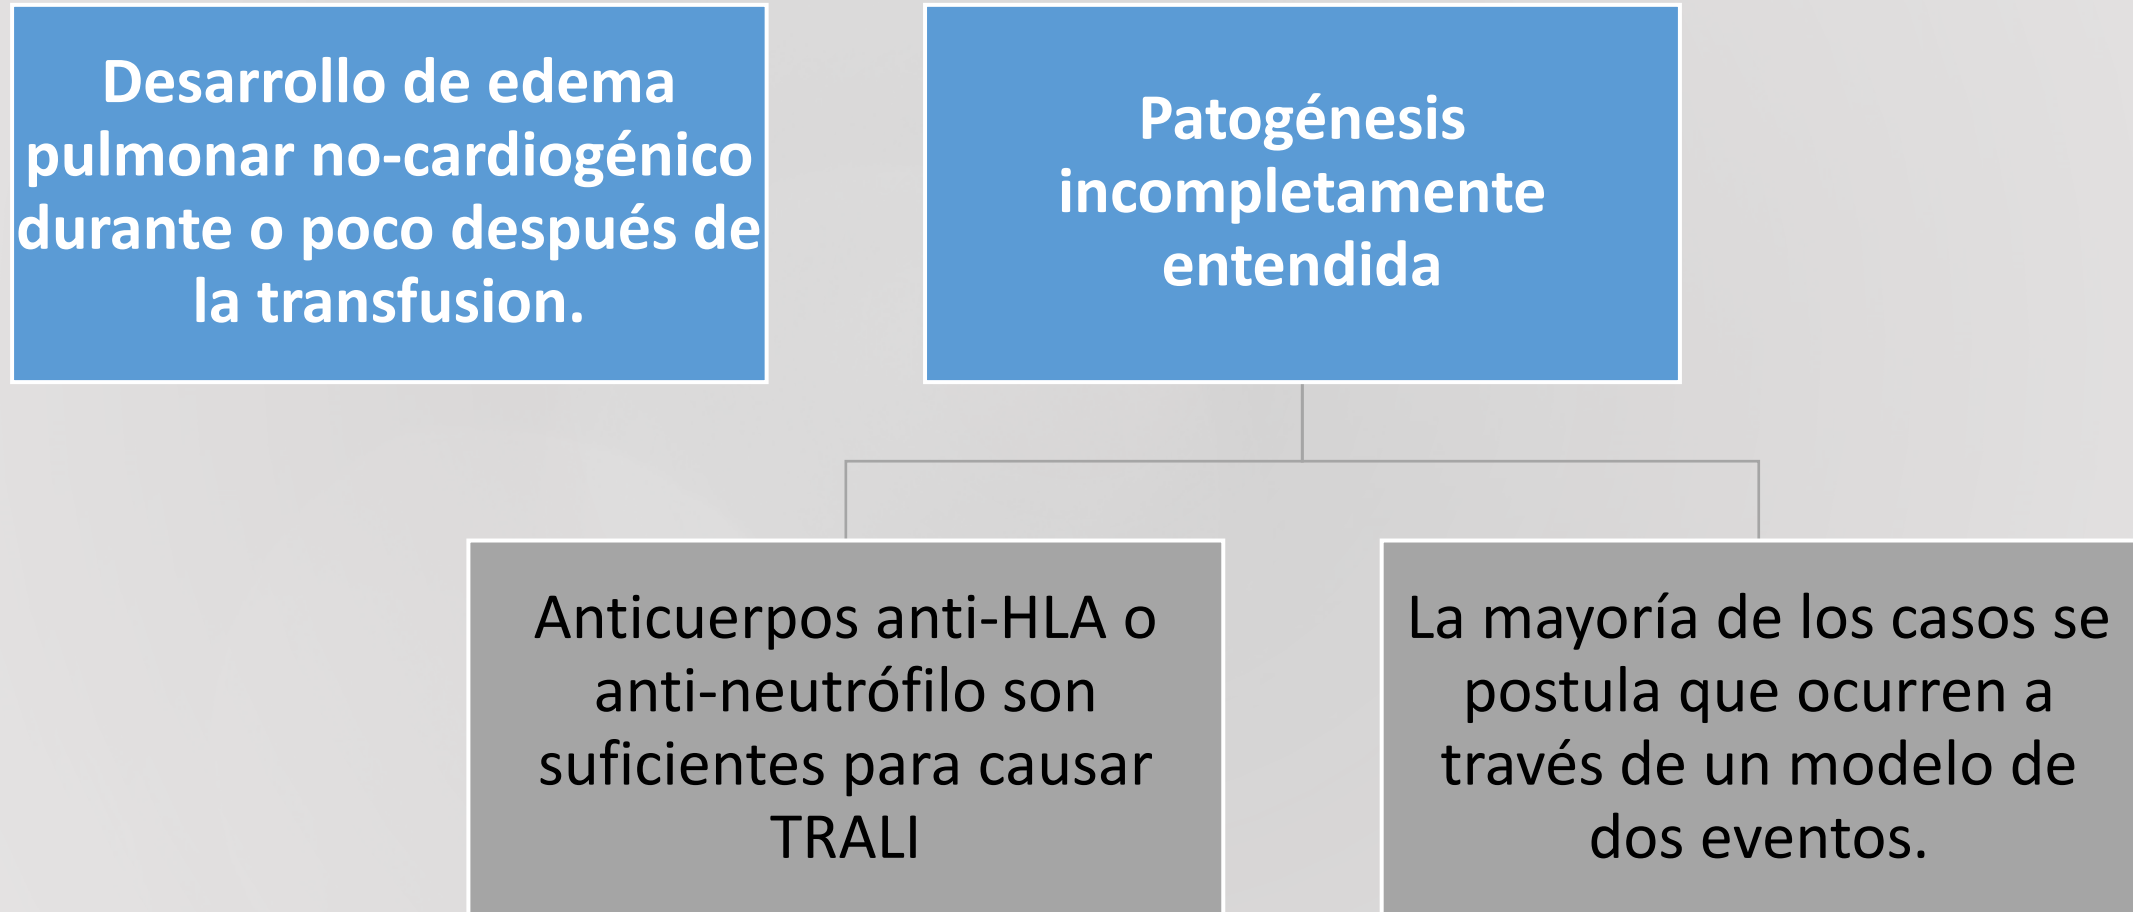 Desarrollo de edema
pulmonar no-cardiogénico
durante o poco después de
la transfusion.
Patogénesis
incompletamente
entendida
Anticuerpos anti-HLA o
anti-neutrófilo son
suficientes para causar
TRALI
La mayoría de los casos se
postula que ocurren a
través de un modelo de
dos eventos.